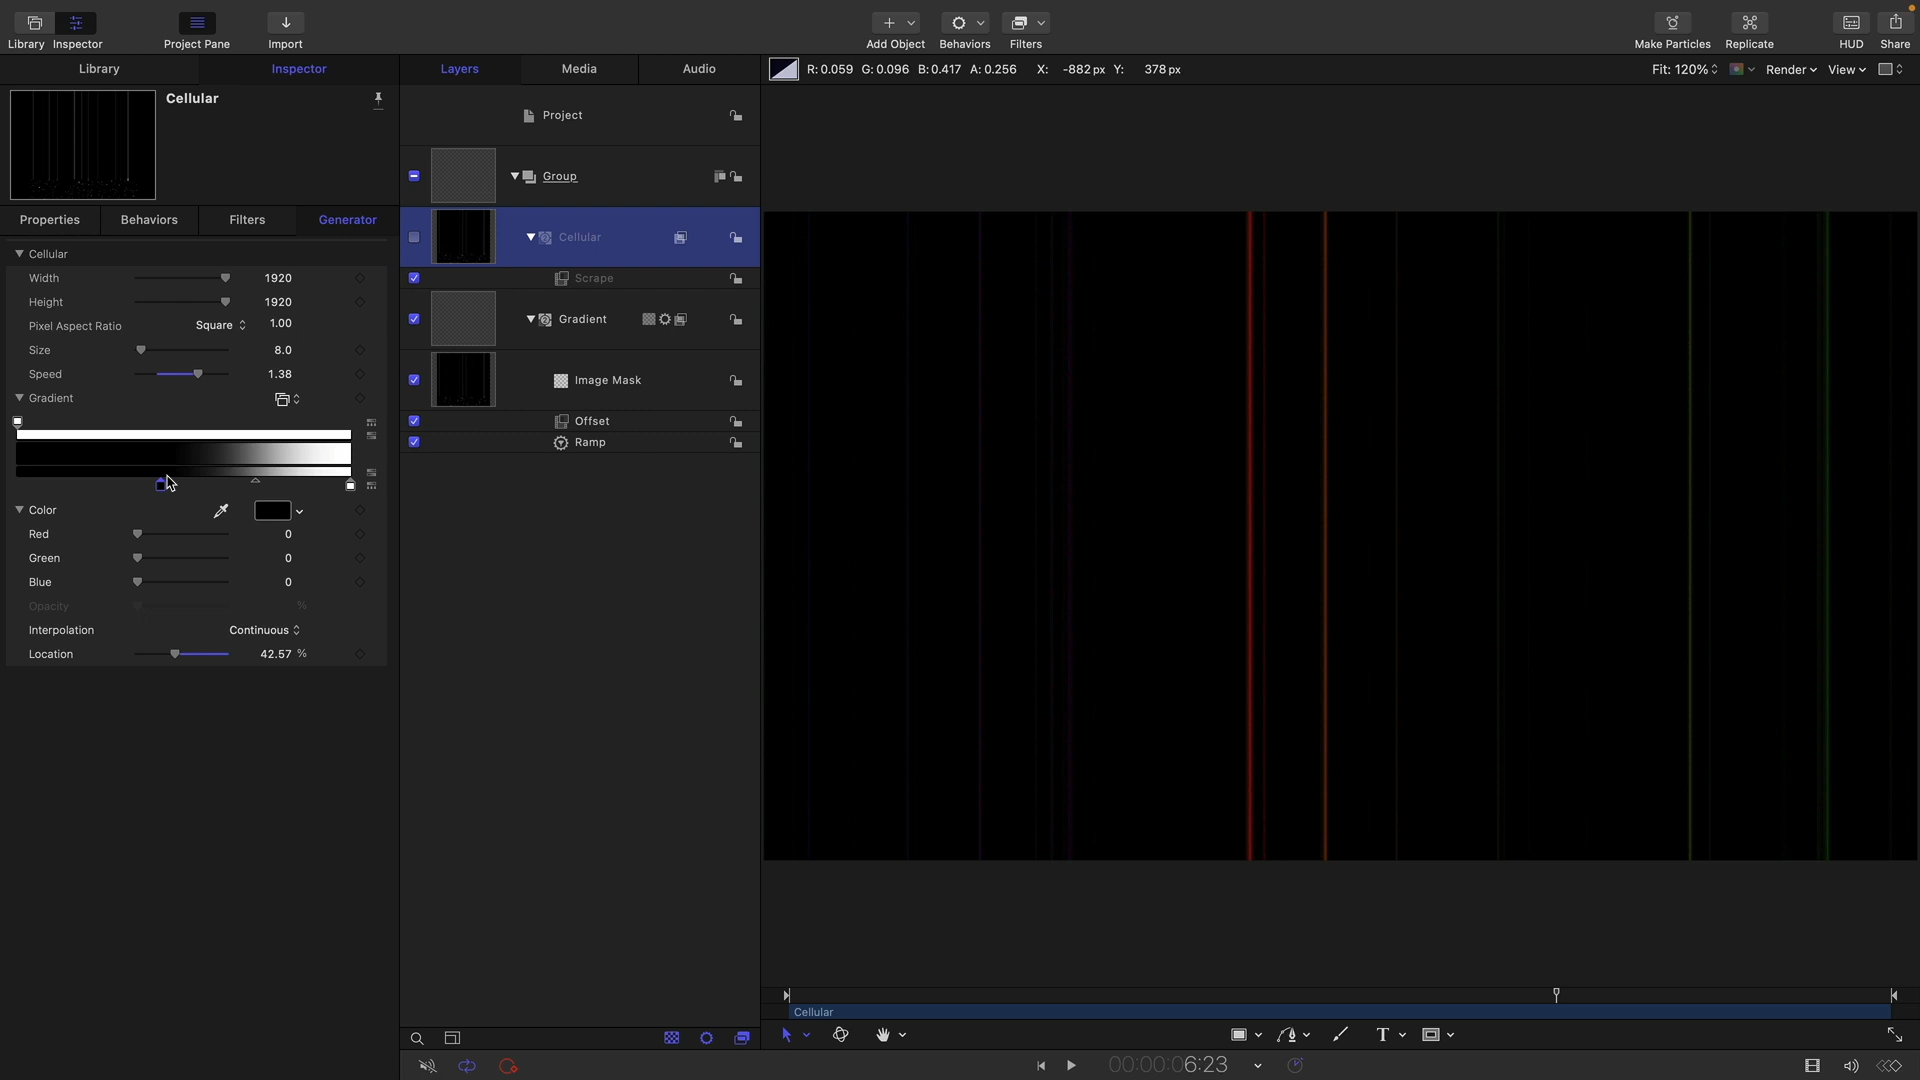 Library Inspector Project Pane Import Add Object Behaviors Filters Make Particles Replicate HUD Share
Library Inspector Layers Media Audio R:0.059 G:0.096 B:0.417 A:0.256 X: -882 px Y: 378 px Fit: 120% Render View
Cellular
Project
Group
Properties Behaviors Filters Generator
Cellular
Cellular
Width 1920
Scrape
Height 1920
Pixel Aspect Ratio Square 1.00
Gradient
Size 8.0
Speed 1.38
Image Mask
Gradient
Offset
Ramp
Color
Red 0
Green 0
Blue 0
Opacity %
Interpolation Continuous
Location 42.57 %
Cellular
T
00:00:06:23